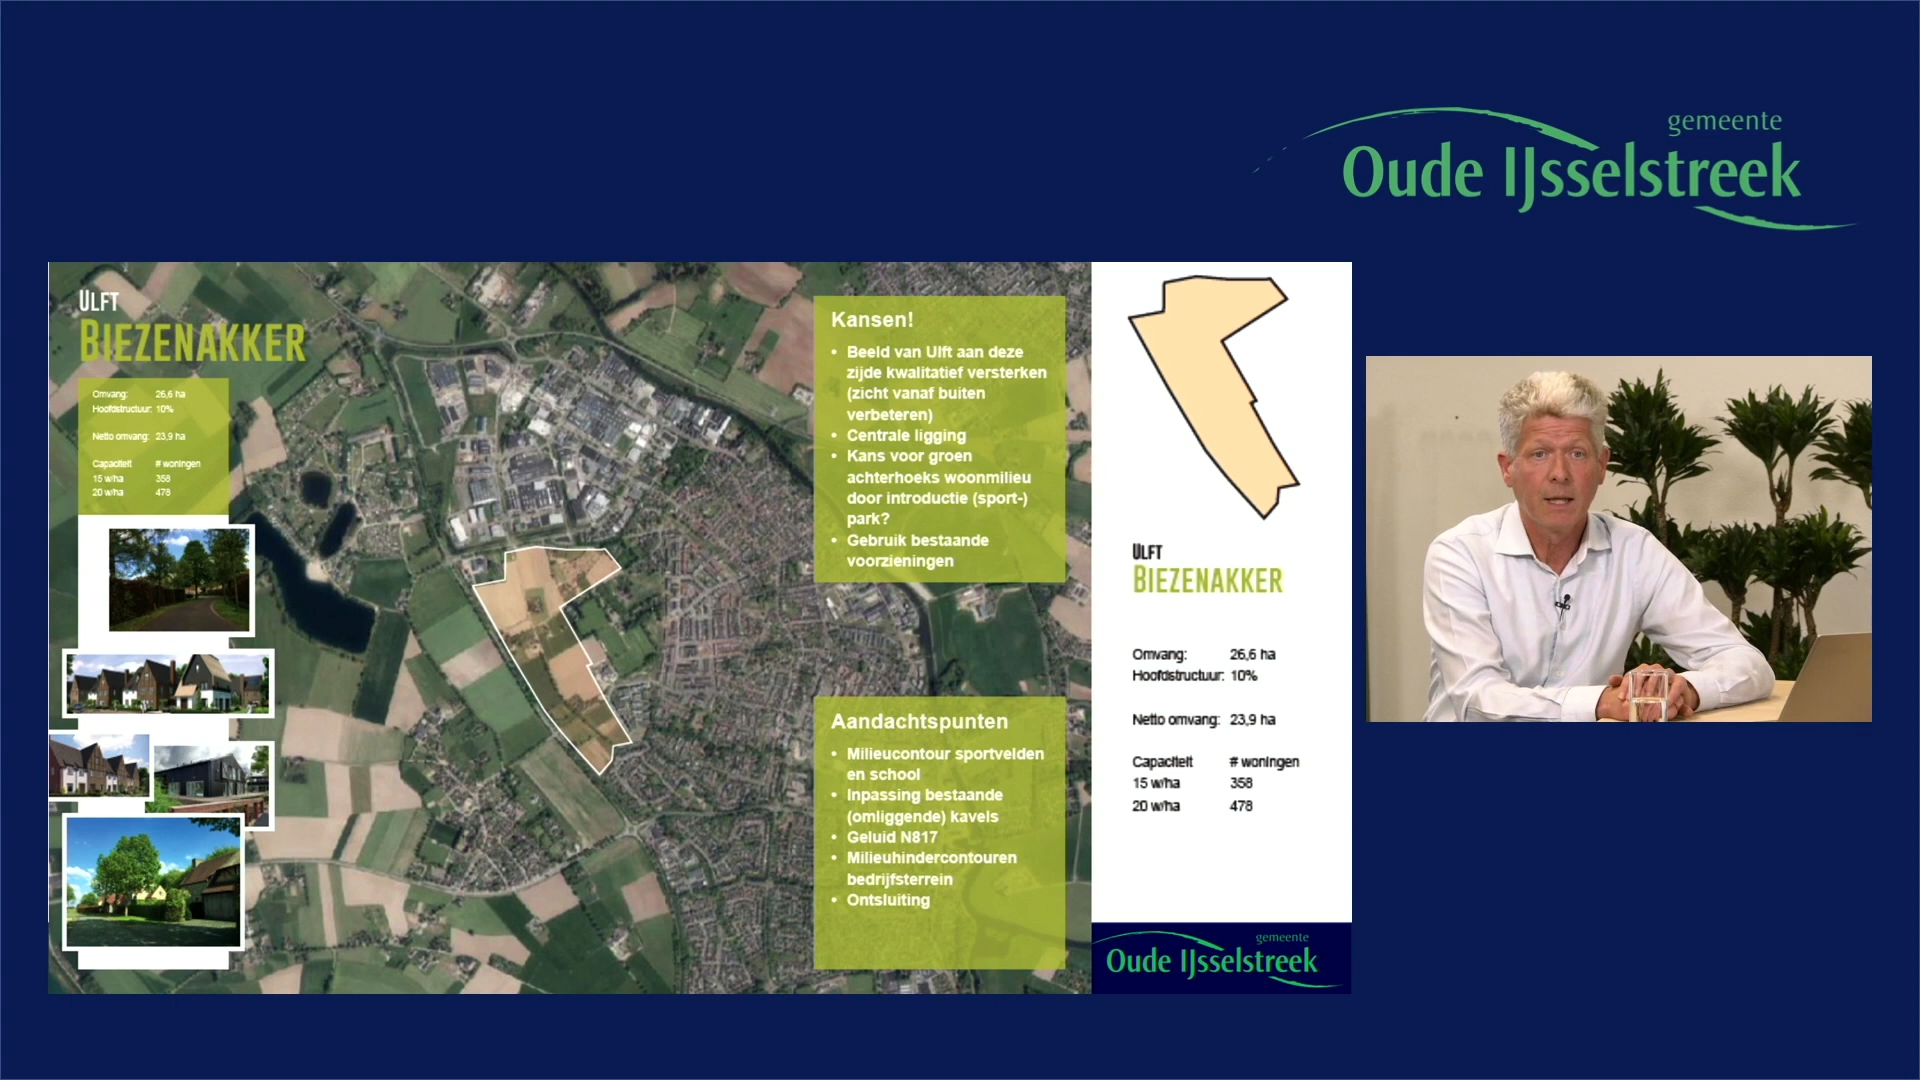 gemeente
Oude IJsselstreek
ULFT
BIEZENAKKER
Omvang: 26,6 ha
Hoofdstructuur: 10%
Netto omvang: 23,9 ha
Capaciteit # woningen
15 w/ha 358
20 w/ha 478
Kansen!
• Beeld van Ulft aan deze
zijde kwalitatief versterken
(zicht vanaf buiten
verbeteren)
• Centrale ligging
• Kans voor groen
achterhoeks woonmilieu
door introductie (sport-)
park?
• Gebruik bestaande
voorzieningen
Aandachtspunten
• Milieucontour sportvelden
en school
• Inpassing bestaande
(omliggende) kavels
• Geluid N817
• Milieuhindercontouren
bedrijfsterrein
• Ontsluiting
ULFT
BIEZENAKKER
Omvang: 26,6 ha
Hoofdstructuur: 10%
Netto omvang: 23,9 ha
Capaciteit # woningen
15 w/ha 358
20 w/ha 478
gemeente
Oude IJsselstreek